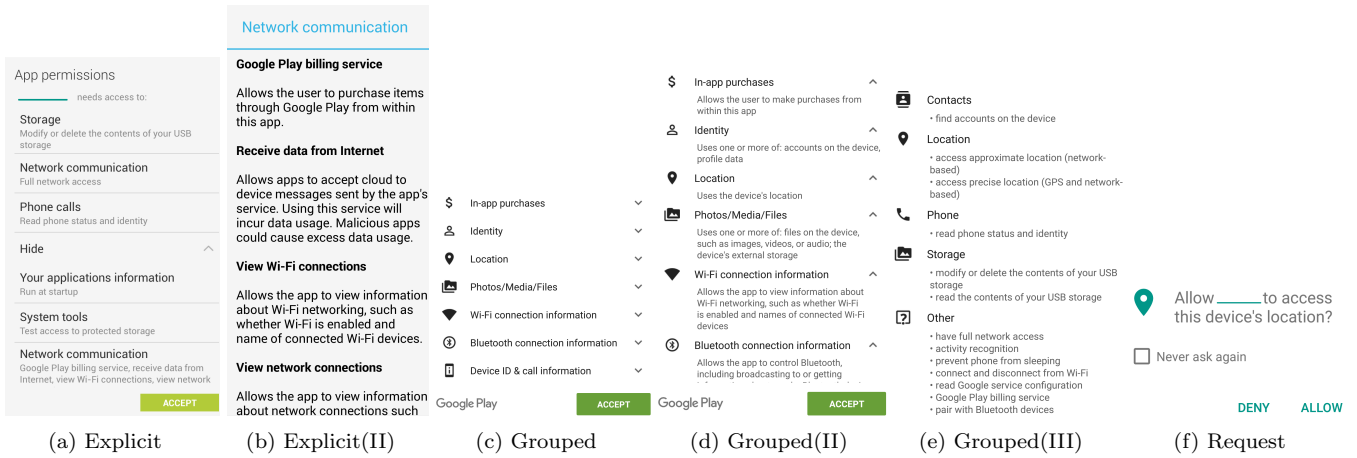 App permissions
needs access to:
Storage
Modify or delete the contents of your USB
storage
Network communication
Full network access
Phone calls
Read phone status and identity
Hide
Your applications information
Run at startup
System tools
Test access to protected storage
Network communication
Google Play billing service, receive data from
Internet, view Wi-Fi connections, view network
ACCEPT
(a) Explicit
Network communication
Google Play billing service
Allows the user to purchase items
through Google Play from within
this app.
Receive data from Internet
Allows apps to accept cloud to
device messages sent by the app's
service. Using this service will
incur data usage. Malicious apps
could cause excess data usage.
View Wi-Fi connections
Allows the app to view information
about Wi-Fi networking, such as
whether Wi-Fi is enabled and
name of connected Wi-Fi devices.
View network connections
Allows the app to view information
about network connections such
(b) Explicit(II)
In-app purchases
Identity
Location
Photos/Media/Files
Wi-Fi connection information
Bluetooth connection information
Device ID & call information
Google Play
ACCEPT
(c) Grouped
In-app purchases
Allows the user to make purchases from
within this app
Identity
Uses one or more of: accounts on the device,
profile data
Location
Uses the device's location
Photos/Media/Files
Uses one or more of: files on the device,
such as images, videos, or audio; the
device's external storage
Wi-Fi connection information
Allows the app to view information about
Wi-Fi networking, such as whether Wi-Fi
is enabled and names of connected Wi-Fi
devices
Bluetooth connection information
Allows the app to control Bluetooth,
including broadcasting to or getting
Google Play
ACCEPT
(d) Grouped(II)
Contacts
• find accounts on the device
Location
• access approximate location (network-
based)
• access precise location (GPS and network-
based)
Phone
• read phone status and identity
Storage
• modify or delete the contents of your USB
storage
• read the contents of your USB storage
Other
• have full network access
• activity recognition
• prevent phone from sleeping
• connect and disconnect from Wi-Fi
• read Google service configuration
• Google Play billing service
• pair with Bluetooth devices
(e) Grouped(III)
Allow to access
this device's location?
Never ask again
DENY ALLOW
(f) Request